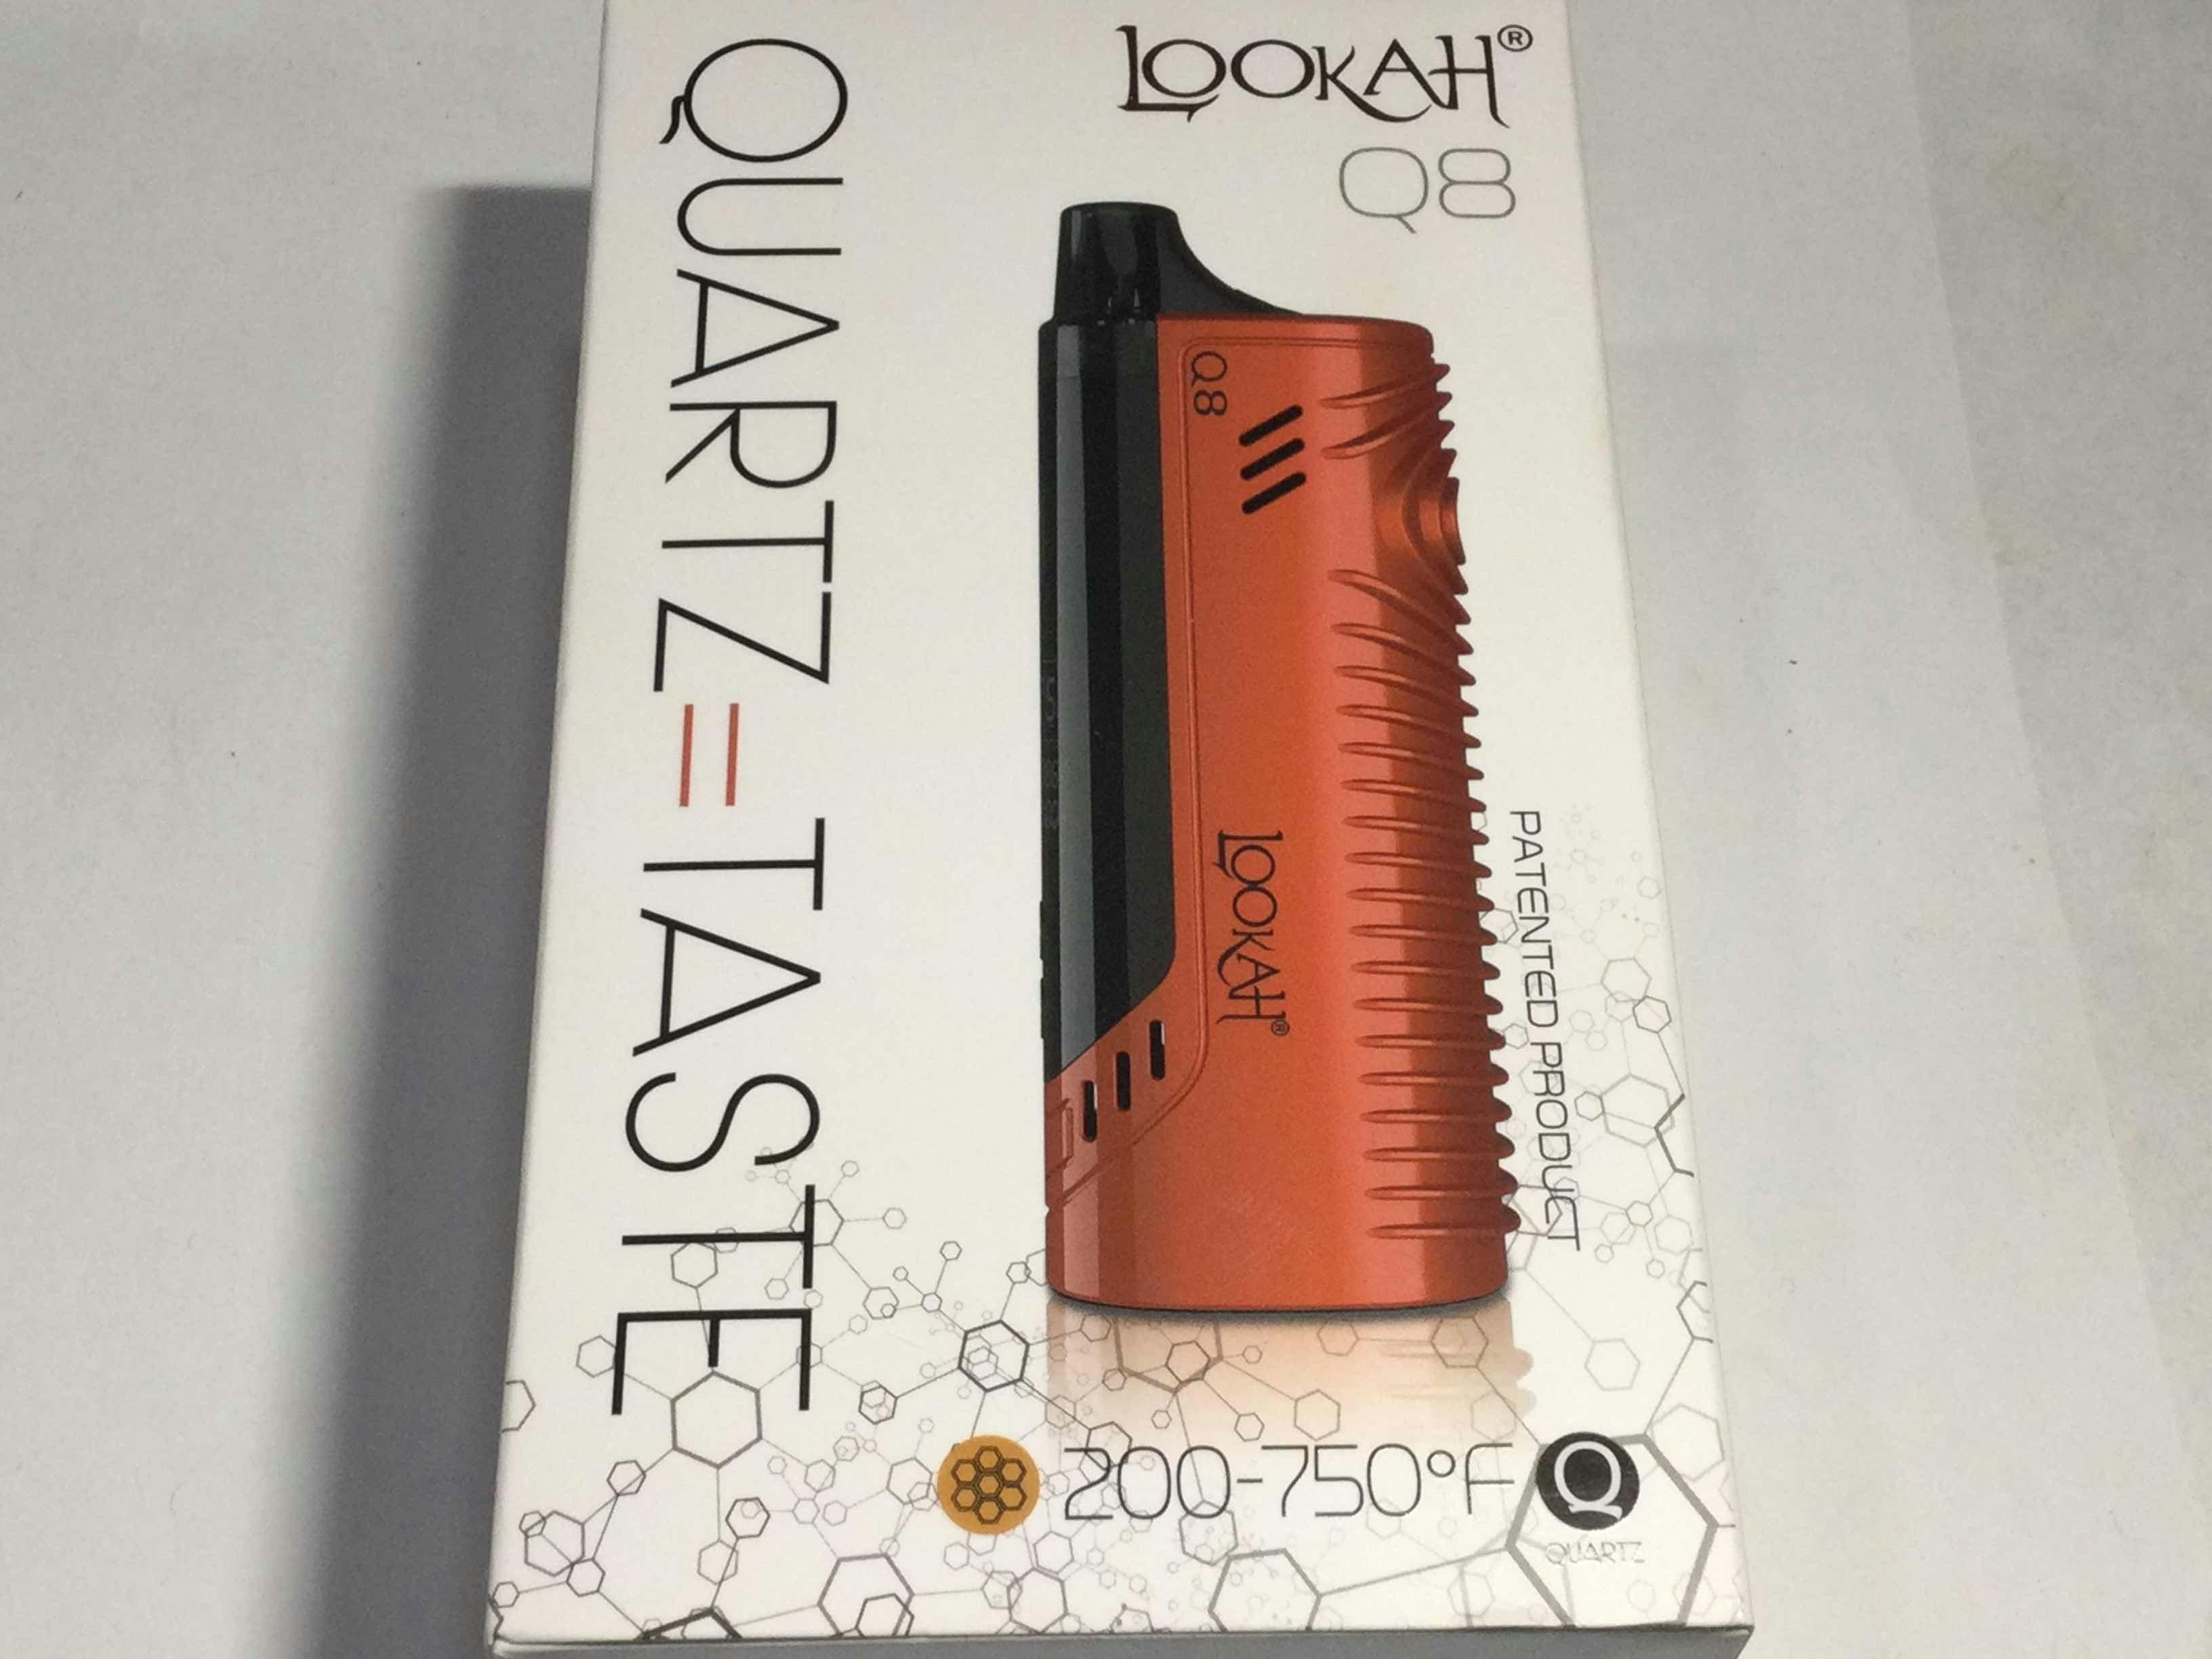 LOOKAH®
Q8
QUARTZ=TASTE
Q8
LOOKAH®
PATENTED PRODUCT
200-750°F
Q
QUARTZ